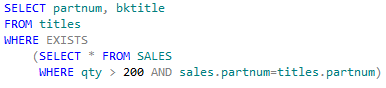 SELECT partnum, bktitle
FROM titles
WHERE EXISTS
(SELECT * FROM SALES
WHERE qty > 200 AND sales.partnum=titles.partnum)